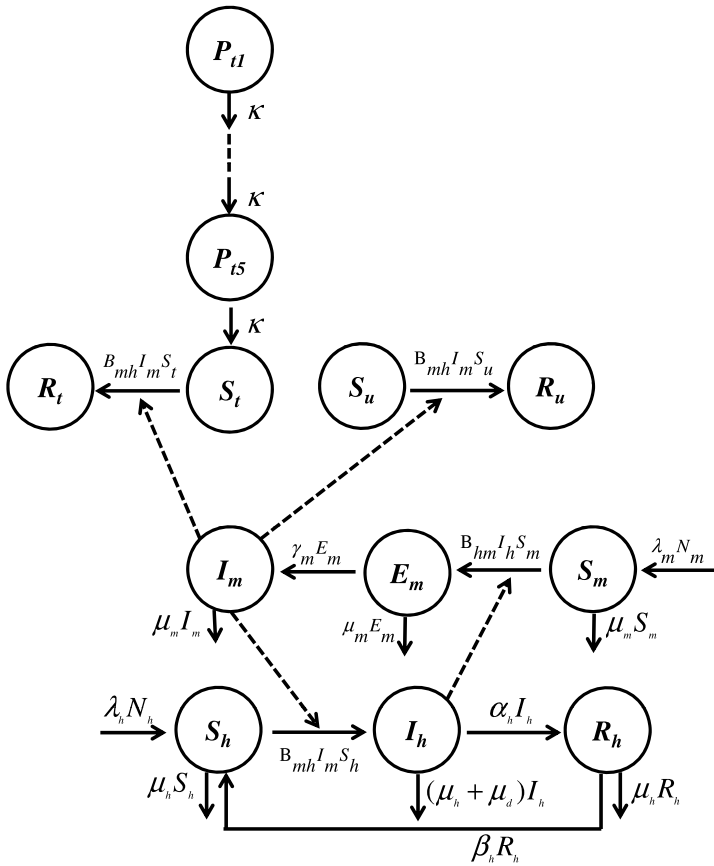 P_{t1}
κ
κ
P_{t5}
κ
B_{mh}I_mS_t
B_{mh}I_mS_u
R_t
S_t
S_u
R_u
γ_mE_m
B_{hm}I_hS_m
λ_mN_m
I_m
E_m
S_m
μ_mI_m
μ_mE_m
μ_mS_m
λ_hN_h
α_hI_h
S_h
I_h
R_h
B_{mh}I_mS_h
μ_hS_h
(μ_h + μ_d)I_h
μ_hR_h
β_hR_h